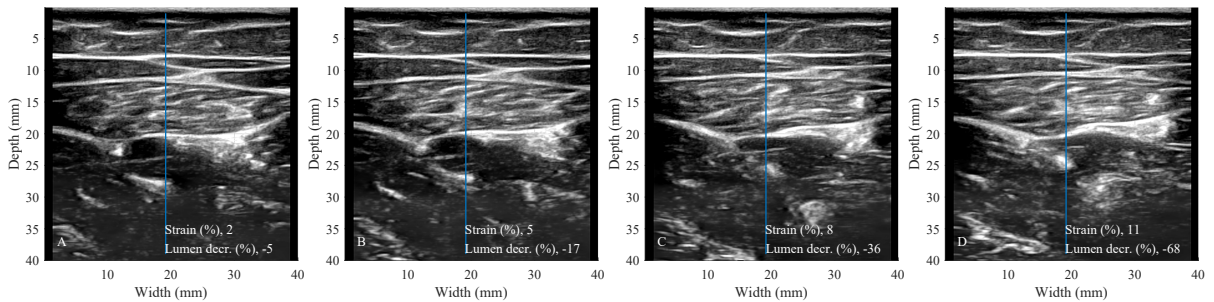 5
10
15
20
25
30
35
40
Depth (mm)
A
Strain (%), 2
Lumen decr. (%), -5
10
20
30
40
Width (mm)
5
10
15
20
25
30
35
40
Depth (mm)
B
Strain (%), 5
Lumen decr. (%), -17
10
20
30
40
Width (mm)
5
10
15
20
25
30
35
40
Depth (mm)
C
Strain (%), 8
Lumen decr. (%), -36
10
20
30
40
Width (mm)
5
10
15
20
25
30
35
40
Depth (mm)
D
Strain (%), 11
Lumen decr. (%), -68
10
20
30
40
Width (mm)